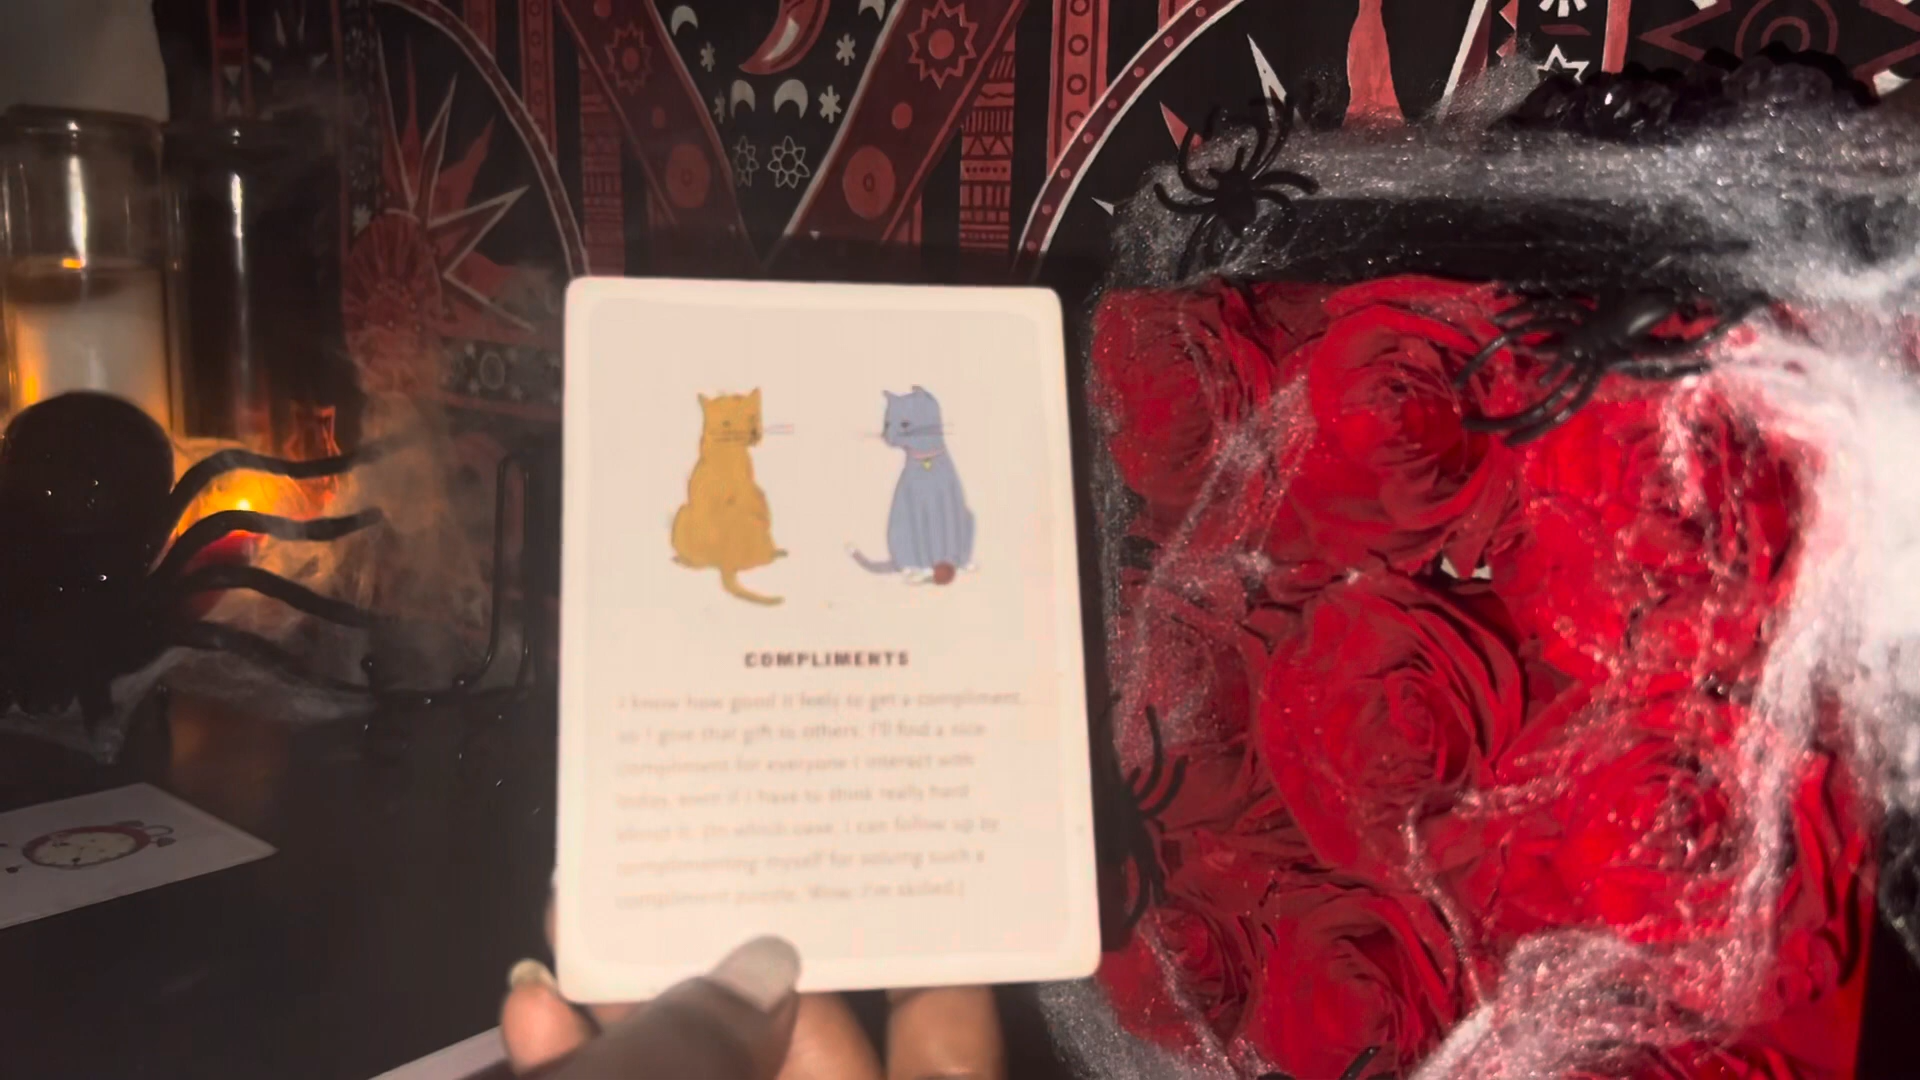 COMPLIMENTS
I know how good it feels to get a compliment,
so I give that gift to others. I'll find a nice
compliment for everyone I interact with
today, even if I have to think really hard
about it. (In which case, I can follow up by
complimenting myself for solving such a
compliment puzzle. Wow, I'm skilled.)